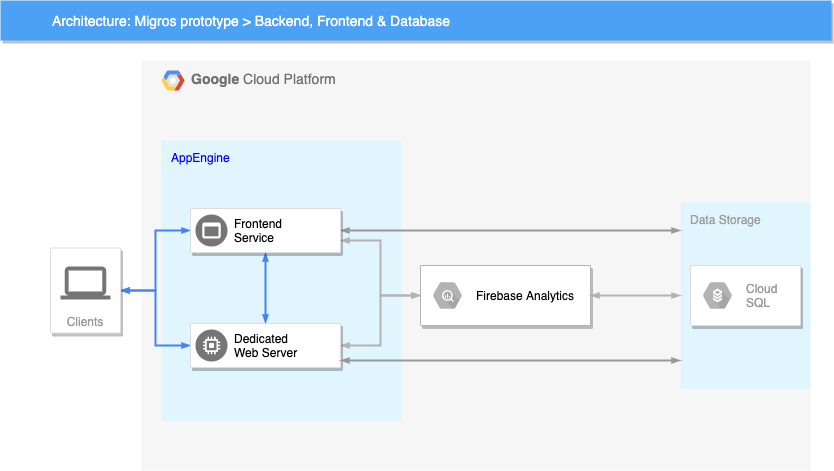 Architecture: Migros prototype > Backend, Frontend & Database
Google Cloud Platform
AppEngine
Frontend
Service
Data Storage
Clients
Firebase Analytics
Cloud
SQL
Dedicated
Web Server